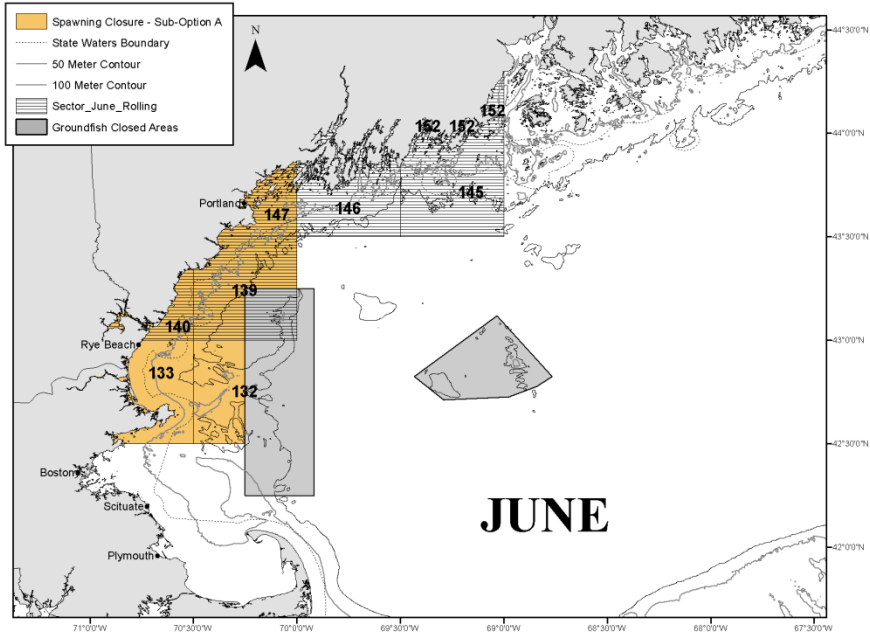 Spawning Closure - Sub-Option A
State Waters Boundary
50 Meter Contour
100 Meter Contour
Sector_June_Rolling
Groundfish Closed Areas
N
44°30'0"N
152
152 152
44°0'0"N
145
Portland
147 146
43°30'0"N
139
140
Rye Beach
43°0'0"N
133
132
42°30'0"N
Boston
Scituate
JUNE
Plymouth
42°0'0"N
71°0'0"W 70°30'0"W 70°0'0"W 69°30'0"W 69°0'0"W 68°30'0"W 68°0'0"W 67°30'0"W